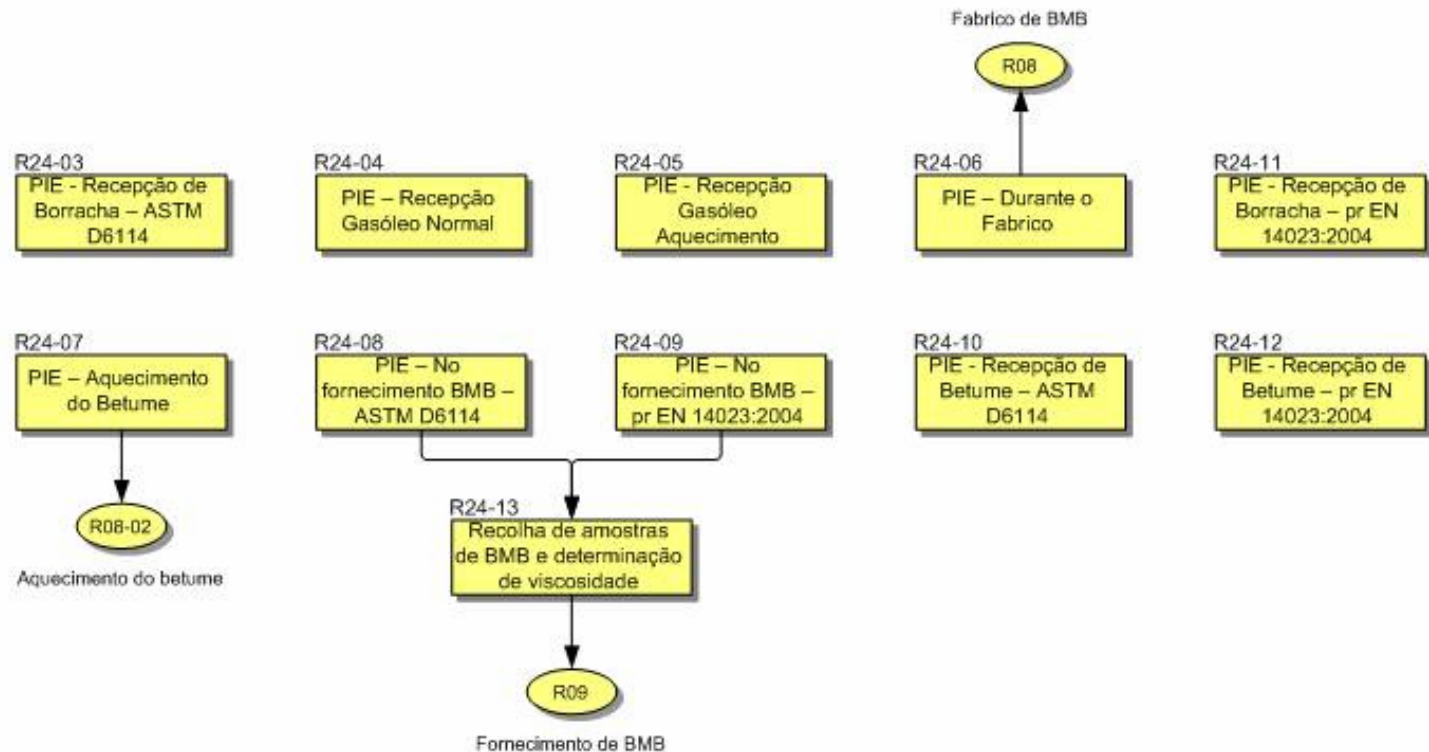 Fabrico de BMB
R08
R24-03
PIE - Recepção de
Borracha – ASTM
D6114
R24-04
PIE – Recepção
Gasóleo Normal
R24-05
PIE - Recepção
Gasóleo
Aquecimento
R24-06
PIE – Durante o
Fabrico
R24-11
PIE - Recepção de
Borracha – pr EN
14023:2004
R24-07
PIE – Aquecimento
do Betume
R24-08
PIE – No
fornecimento BMB –
ASTM D6114
R24-09
PIE – No
fornecimento BMB –
pr EN 14023:2004
R24-10
PIE - Recepção de
Betume – ASTM
D6114
R24-12
PIE - Recepção de
Betume – pr EN
14023:2004
R08-02
Aquecimento do betume
R24-13
Recolha de amostras
de BMB e determinação
de viscosidade
R09
Fornecimento de BMB